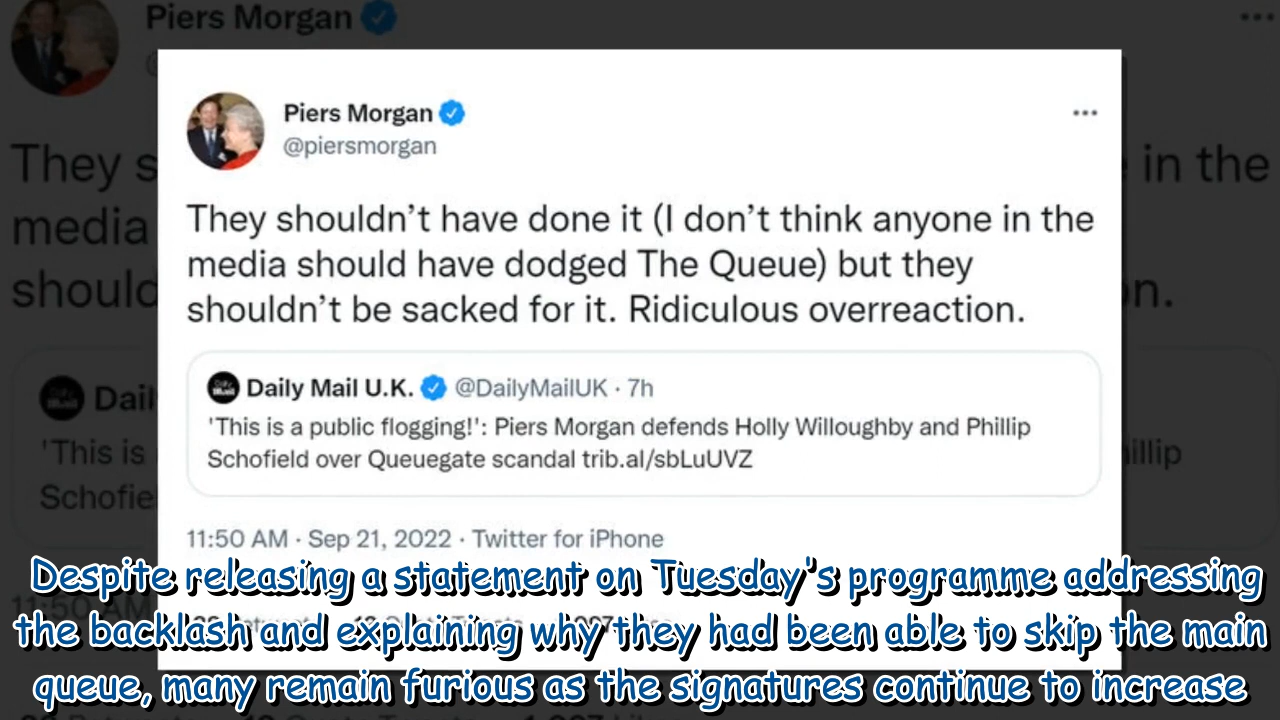 Piers Morgan
Piers Morgan
@piersmorgan
They shouldn't have done it (I don't think anyone in the
media should have dodged The Queue) but they
shouldn't be sacked for it. Ridiculous overreaction.
Daily Mail U.K. @DailyMailUK · 7h
'This is a public flogging!': Piers Morgan defends Holly Willoughby and Phillip
Schofield over Queuegate scandal trib.al/sbLuUVZ
11:50 AM · Sep 21, 2022 · Twitter for iPhone
Despite releasing a statement on Tuesday's programme addressing
the backlash and explaining why they had been able to skip the main
queue, many remain furious as the signatures continue to increase